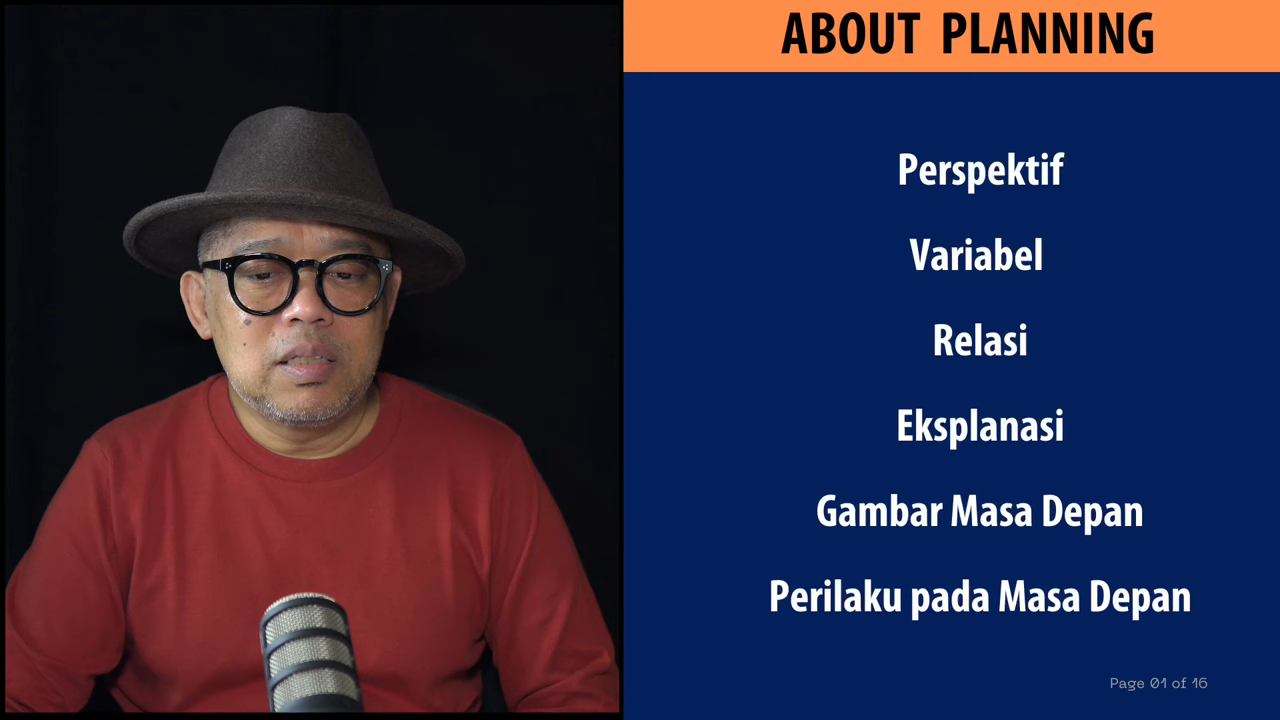 ABOUT PLANNING
Perspektif
Variabel
Relasi
Eksplanasi
Gambar Masa Depan
Perilaku pada Masa Depan
Page 01 of 16